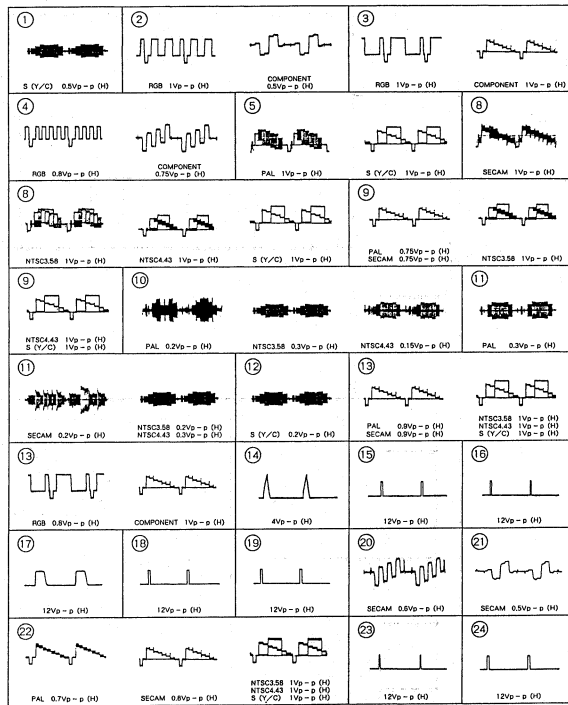 ①
S (Y/C) 0.5Vp-p (H)
②
RGB 1Vp-p (H)
COMPONENT
0.5Vp-p (H)
③
RGB 1Vp-p (H)
COMPONENT 1Vp-p (H)
④
RGB 0.8Vp-p (H)
COMPONENT
0.75Vp-p (H)
⑤
PAL 1Vp-p (H)
S (Y/C) 1Vp-p (H)
⑧
SECAM 1Vp-p (H)
⑧
NTSC3.58 1Vp-p (H)
NTSC4.43 1Vp-p (H)
S (Y/C) 1Vp-p (H)
⑨
PAL 0.75Vp-p (H)
SECAM 0.75Vp-p (H)
NTSC3.58 1Vp-p (H)
⑨
NTSC4.43 1Vp-p (H)
S (Y/C) 1Vp-p (H)
⑩
PAL 0.2Vp-p (H)
NTSC3.58 0.3Vp-p (H)
NTSC4.43 0.15Vp-p (H)
⑪
PAL 0.3Vp-p (H)
⑪
SECAM 0.2Vp-p (H)
NTSC3.58 0.2Vp-p (H)
NTSC4.43 0.3Vp-p (H)
⑫
S (Y/C) 0.2Vp-p (H)
⑬
PAL 0.9Vp-p (H)
SECAM 0.9Vp-p (H)
NTSC3.58 1Vp-p (H)
NTSC4.43 1Vp-p (H)
S (Y/C) 1Vp-p (H)
⑬
RGB 0.8Vp-p (H)
COMPONENT 1Vp-p (H)
⑭
4Vp-p (H)
⑮
12Vp-p (H)
⑯
12Vp-p (H)
⑰
12Vp-p (H)
⑱
12Vp-p (H)
⑲
12Vp-p (H)
⑳
SECAM 0.6Vp-p (H)
㉑
SECAM 0.5Vp-p (H)
㉒
PAL 0.7Vp-p (H)
SECAM 0.8Vp-p (H)
NTSC3.58 1Vp-p (H)
NTSC4.43 1Vp-p (H)
S (Y/C) 1Vp-p (H)
㉓
12Vp-p (H)
㉔
12Vp-p (H)